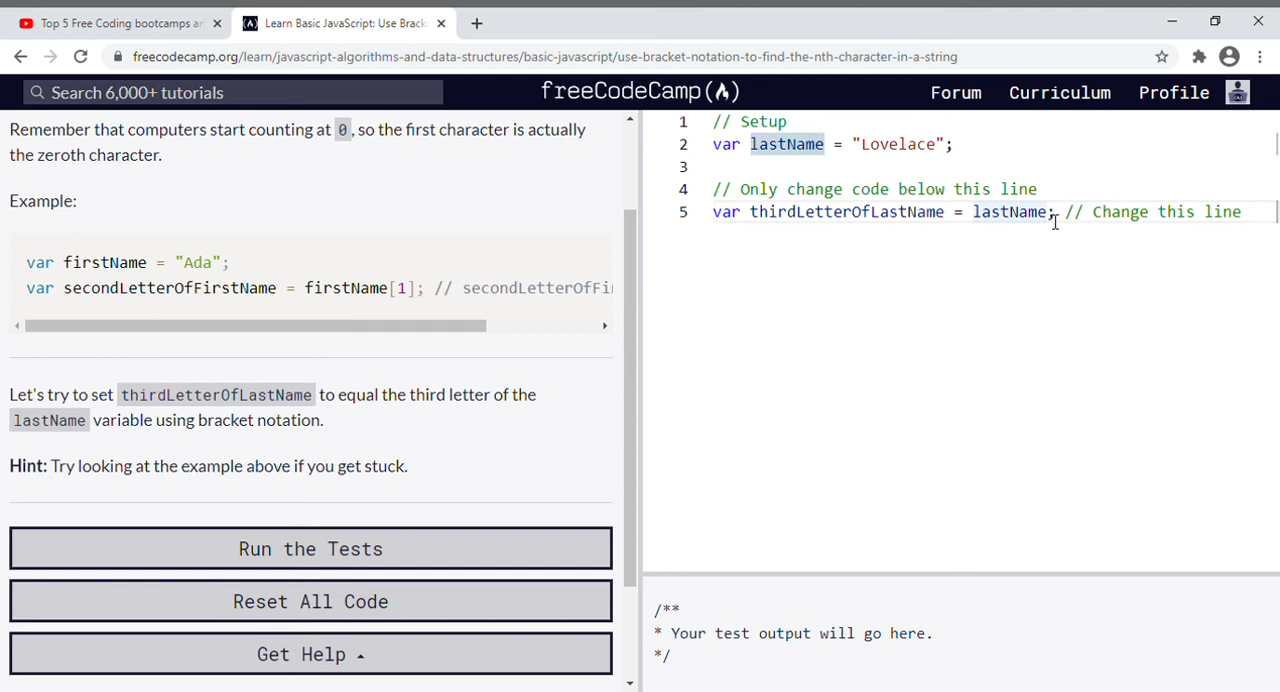 Top 5 Free Coding bootcamps an
Learn Basic JavaScript: Use Brack
freecodecamp.org/learn/javascript-algorithms-and-data-structures/basic-javascript/use-bracket-notation-to-find-the-nth-character-in-a-string
Search 6,000+ tutorials
freeCodeCamp
Forum
Curriculum
Profile
Remember that computers start counting at 0, so the first character is actually
the zeroth character.
Example:
var firstName = "Ada";
var secondLetterOfFirstName = firstName[1]; // secondLetterOfFi
Let's try to set thirdLetterOfLastName to equal the third letter of the
lastName variable using bracket notation.
Hint: Try looking at the example above if you get stuck.
Run the Tests
Reset All Code
Get Help
1 // Setup
2 var lastName = "Lovelace";
3
4 // Only change code below this line
5 var thirdLetterOfLastName = lastName; // Change this line
/**
* Your test output will go here.
*/